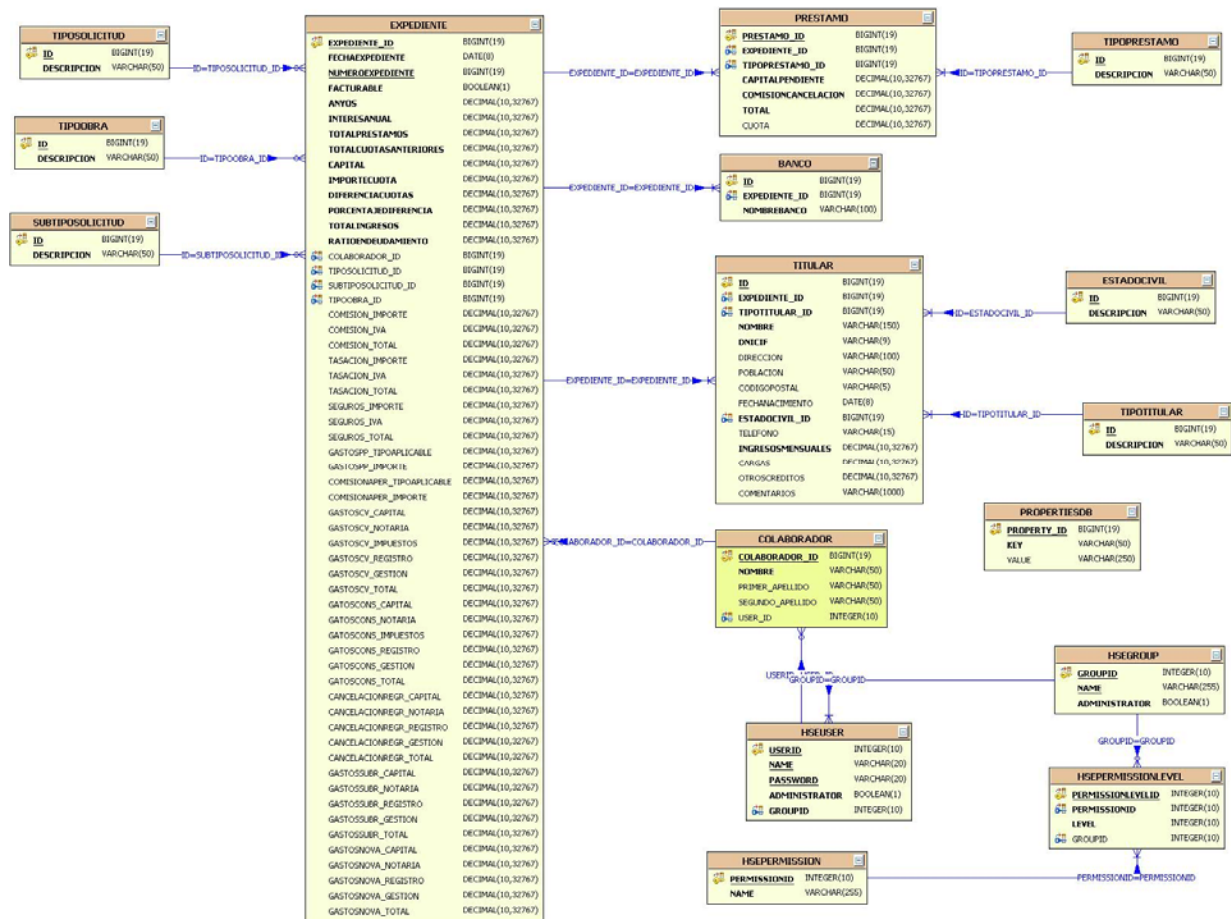 TIPOSOLICITUD
ID BIGINT(19)
DESCRIPCION VARCHAR(50)
ID=TIPOSOLICITUD_ID
TIPOOBRA
ID BIGINT(19)
DESCRIPCION VARCHAR(50)
ID=TIPOOBRA_ID
SUBTIPOSOLICITUD
ID BIGINT(19)
DESCRIPCION VARCHAR(50)
ID=SUBTIPOSOLICITUD_ID
EXPEDIENTE
EXPEDIENTE_ID BIGINT(19)
FECHAEXPEDIENTE DATE(8)
NUMEROEXPEDIENTE BIGINT(19)
FACTURABLE BOOLEAN(1)
ANYOS DECIMAL(10,32767)
INTERESANUAL DECIMAL(10,32767)
TOTALPRESTAMOS DECIMAL(10,32767)
TOTALCUOTASANTERIORES DECIMAL(10,32767)
CAPITAL DECIMAL(10,32767)
IMPORTECUOTA DECIMAL(10,32767)
DIFERENCIACUOTAS DECIMAL(10,32767)
PORCENTAJEDIFERENCIA DECIMAL(10,32767)
TOTALINGRESOS DECIMAL(10,32767)
RATIOENDEUDAMIENTO DECIMAL(10,32767)
COLABORADOR_ID BIGINT(19)
TIPOSOLICITUD_ID BIGINT(19)
SUBTIPOSOLICITUD_ID BIGINT(19)
TIPOOBRA_ID BIGINT(19)
COMISION_IMPORTE DECIMAL(10,32767)
COMISION_IVA DECIMAL(10,32767)
COMISION_TOTAL DECIMAL(10,32767)
TASACION_IMPORTE DECIMAL(10,32767)
TASACION_IVA DECIMAL(10,32767)
TASACION_TOTAL DECIMAL(10,32767)
SEGUROS_IMPORTE DECIMAL(10,32767)
SEGUROS_IVA DECIMAL(10,32767)
SEGUROS_TOTAL DECIMAL(10,32767)
GASTOSPP_TIPOAPLICABLE DECIMAL(10,32767)
GASTOSPP_IMPORTE DECIMAL(10,32767)
COMISIONAPER_TIPOAPLICABLE DECIMAL(10,32767)
COMISIONAPER_IMPORTE DECIMAL(10,32767)
GASTOSCV_CAPITAL DECIMAL(10,32767)
GASTOSCV_NOTARIA DECIMAL(10,32767)
GASTOSCV_IMPUESTOS DECIMAL(10,32767)
GASTOSCV_REGISTRO DECIMAL(10,32767)
GASTOSCV_GESTION DECIMAL(10,32767)
GASTOSCV_TOTAL DECIMAL(10,32767)
GATOSCONS_CAPITAL DECIMAL(10,32767)
GATOSCONS_NOTARIA DECIMAL(10,32767)
GATOSCONS_IMPUESTOS DECIMAL(10,32767)
GATOSCONS_REGISTRO DECIMAL(10,32767)
GATOSCONS_GESTION DECIMAL(10,32767)
GATOSCONS_TOTAL DECIMAL(10,32767)
CANCELACIONREGR_CAPITAL DECIMAL(10,32767)
CANCELACIONREGR_NOTARIA DECIMAL(10,32767)
CANCELACIONREGR_REGISTRO DECIMAL(10,32767)
CANCELACIONREGR_GESTION DECIMAL(10,32767)
CANCELACIONREGR_TOTAL DECIMAL(10,32767)
GASTOSSUBR_CAPITAL DECIMAL(10,32767)
GASTOSSUBR_NOTARIA DECIMAL(10,32767)
GASTOSSUBR_REGISTRO DECIMAL(10,32767)
GASTOSSUBR_GESTION DECIMAL(10,32767)
GASTOSSUBR_TOTAL DECIMAL(10,32767)
GASTOSNOVA_CAPITAL DECIMAL(10,32767)
GASTOSNOVA_NOTARIA DECIMAL(10,32767)
GASTOSNOVA_REGISTRO DECIMAL(10,32767)
GASTOSNOVA_GESTION DECIMAL(10,32767)
GASTOSNOVA_TOTAL DECIMAL(10,32767)
EXPEDIENTE_ID=EXPEDIENTE_ID
PRESTAMO
PRESTAMO_ID BIGINT(19)
EXPEDIENTE_ID BIGINT(19)
TIPOPRESTAMO_ID BIGINT(19)
CAPITALPENDIENTE DECIMAL(10,32767)
COMISIONCANCELACION DECIMAL(10,32767)
TOTAL DECIMAL(10,32767)
CUOTA DECIMAL(10,32767)
ID=TIPOPRESTAMO_ID
TIPOPRESTAMO
ID BIGINT(19)
DESCRIPCION VARCHAR(50)
EXPEDIENTE_ID=EXPEDIENTE_ID
BANCO
ID BIGINT(19)
EXPEDIENTE_ID BIGINT(19)
NOMBREBANCO VARCHAR(100)
EXPEDIENTE_ID=EXPEDIENTE_ID
TITULAR
ID BIGINT(19)
EXPEDIENTE_ID BIGINT(19)
TIPOTITULAR_ID BIGINT(19)
NOMBRE VARCHAR(150)
DNICIF VARCHAR(9)
DIRECCION VARCHAR(100)
POBLACION VARCHAR(50)
CODIGOPOSTAL VARCHAR(5)
FECHANACIMIENTO DATE(8)
ESTADOCIVIL_ID BIGINT(19)
TELEFONO VARCHAR(15)
INGRESOSMENSUALES DECIMAL(10,32767)
CARGAS DECIMAL(10,32767)
OTROSCREDITOS DECIMAL(10,32767)
COMENTARIOS VARCHAR(1000)
ID=ESTADOCIVIL_ID
ESTADOCIVIL
ID BIGINT(19)
DESCRIPCION VARCHAR(50)
ID=TIPOTITULAR_ID
TIPOTITULAR
ID BIGINT(19)
DESCRIPCION VARCHAR(50)
PROPERTIESDB
PROPERTY_ID BIGINT(19)
KEY VARCHAR(50)
VALUE VARCHAR(250)
COLABORADOR_ID=COLABORADOR_ID
COLABORADOR
COLABORADOR_ID BIGINT(19)
NOMBRE VARCHAR(50)
PRIMER_APELLIDO VARCHAR(50)
SEGUNDO_APELLIDO VARCHAR(50)
USER_ID INTEGER(10)
GROUPID=GROUPID
HSEUSER
USERID INTEGER(10)
NAME VARCHAR(20)
PASSWORD VARCHAR(20)
ADMINISTRATOR BOOLEAN(1)
GROUPID INTEGER(10)
HSEGROUP
GROUPID INTEGER(10)
NAME VARCHAR(255)
ADMINISTRATOR BOOLEAN(1)
GROUPID=GROUPID
HSEPERMISSIONLEVEL
PERMISSIONLEVELID INTEGER(10)
PERMISSIONID INTEGER(10)
LEVEL INTEGER(10)
GROUPID INTEGER(10)
HSEPERMISSION
PERMISSIONID INTEGER(10)
NAME VARCHAR(255)
PERMISSIONID=PERMISSIONID